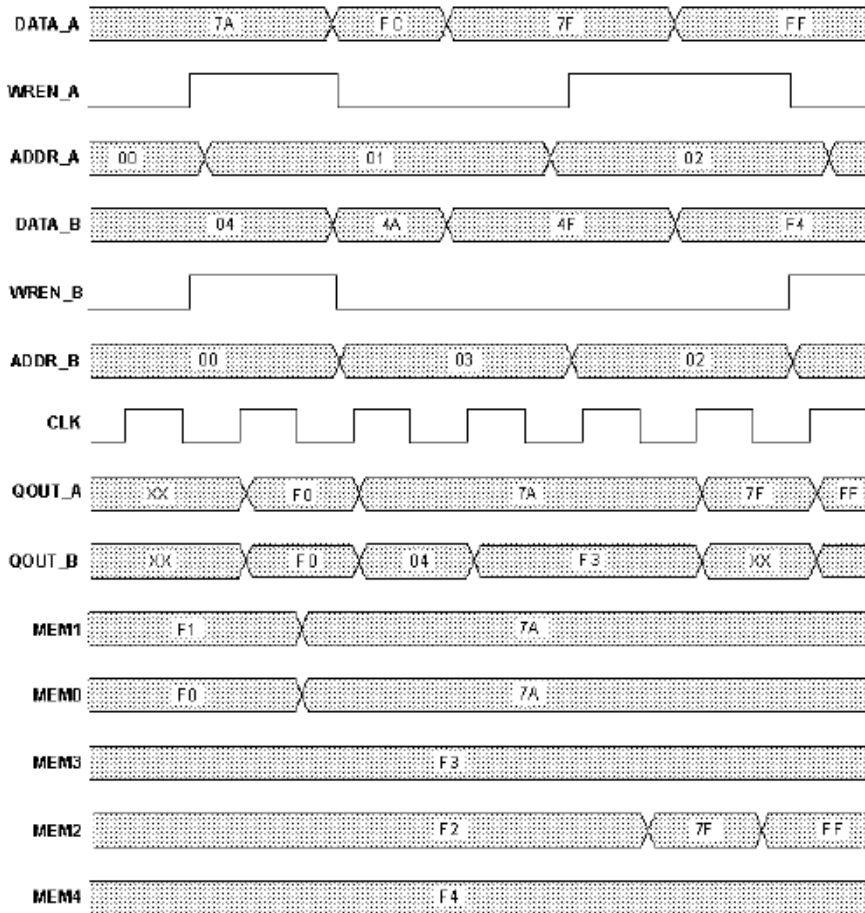 DATA_A 7A FC 7F FF
WREN_A
ADDR_A 00 01 02
DATA_B 04 4A 4F F4
WREN_B
ADDR_B 00 03 02
CLK
QOUT_A XX F0 7A 7F FF
QOUT_B XX F0 04 F3 XX
MEM1 F1 7A
MEM0 F0 7A
MEM3 F3
MEM2 F2 7F FF
MEM4 F4